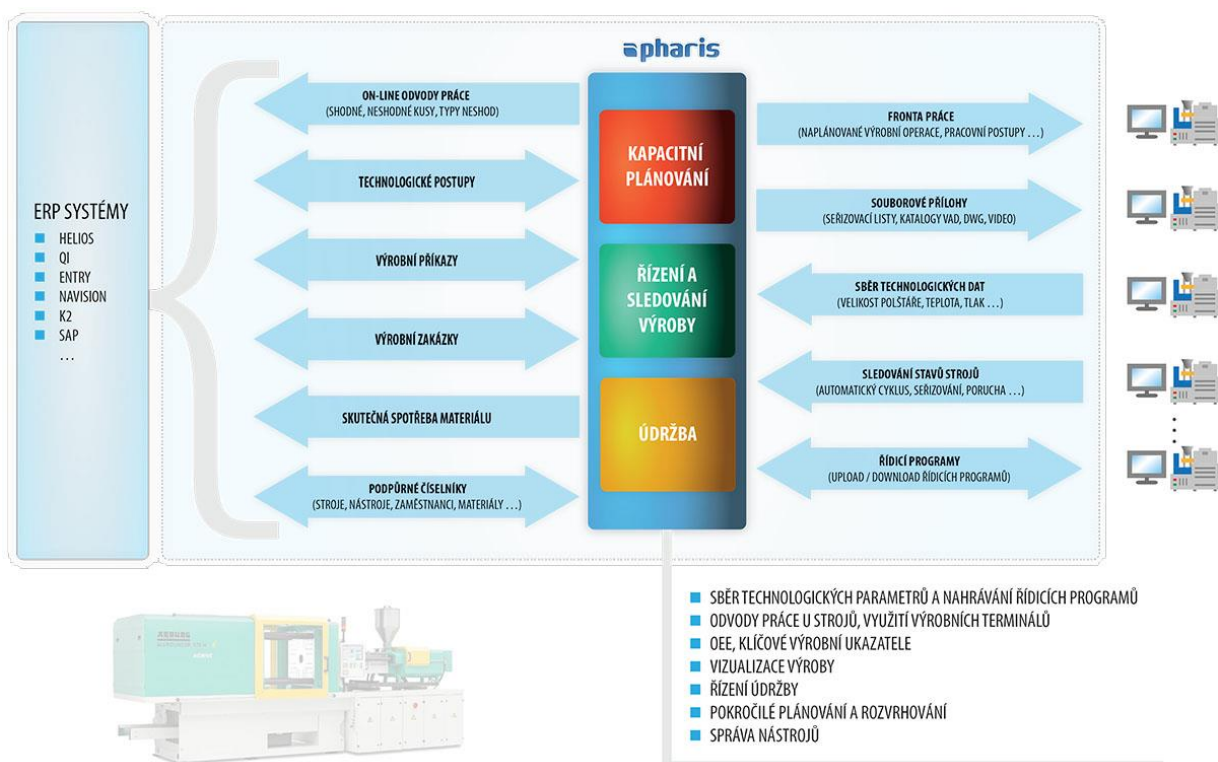 pharis
ERP SYSTÉMY
HELIOS
QI
ENTRY
NAVISION
K2
SAP
...
ON-LINE ODVODY PRÁCE
(SHODNÉ, NESHODNÉ KUSY, TYPY NESHOD)
TECHNOLOGICKÉ POSTUPY
VÝROBNÍ PŘÍKAZY
VÝROBNÍ ZAKÁZKY
SKUTEČNÁ SPOTŘEBA MATERIÁLU
PODPŮRNÉ ČÍSELNÍKY
(STROJE, NÁSTROJE, ZAMĚSTNANCI, MATERIÁLY ...)
KAPACITNÍ
PLÁNOVÁNÍ
ŘÍZENÍ A
SLEDOVÁNÍ
VÝROBY
ÚDRŽBA
FRONTA PRÁCE
(NAPLÁNOVANÉ VÝROBNÍ OPERACE, PRACOVNÍ POSTUPY ...)
SOUBOROVÉ PŘÍLOHY
(SEŘIZOVACÍ LISTY, KATALOGY VAD, DWG, VIDEO)
SBĚR TECHNOLOGICKÝCH DAT
(VELIKOST POLŠTÁŘE, TEPLOTA, TLAK ...)
SLEDOVÁNÍ STAVŮ STROJŮ
(AUTOMATICKÝ CYKLUS, SEŘIZOVÁNÍ, PORUCHA ...)
ŘÍDICÍ PROGRAMY
(UPLOAD / DOWNLOAD ŘÍDICÍCH PROGRAMŮ)
SBĚR TECHNOLOGICKÝCH PARAMETRŮ A NAHRÁVÁNÍ ŘÍDICÍCH PROGRAMŮ
ODVODY PRÁCE U STROJŮ, VYUŽITÍ VÝROBNÍCH TERMINÁLŮ
OEE, KLÍČOVÉ VÝROBNÍ UKAZATELE
VIZUALIZACE VÝROBY
ŘÍZENÍ ÚDRŽBY
POKROČILÉ PLÁNOVÁNÍ A ROZVRHOVÁNÍ
SPRÁVA NÁSTROJŮ
ARBURG